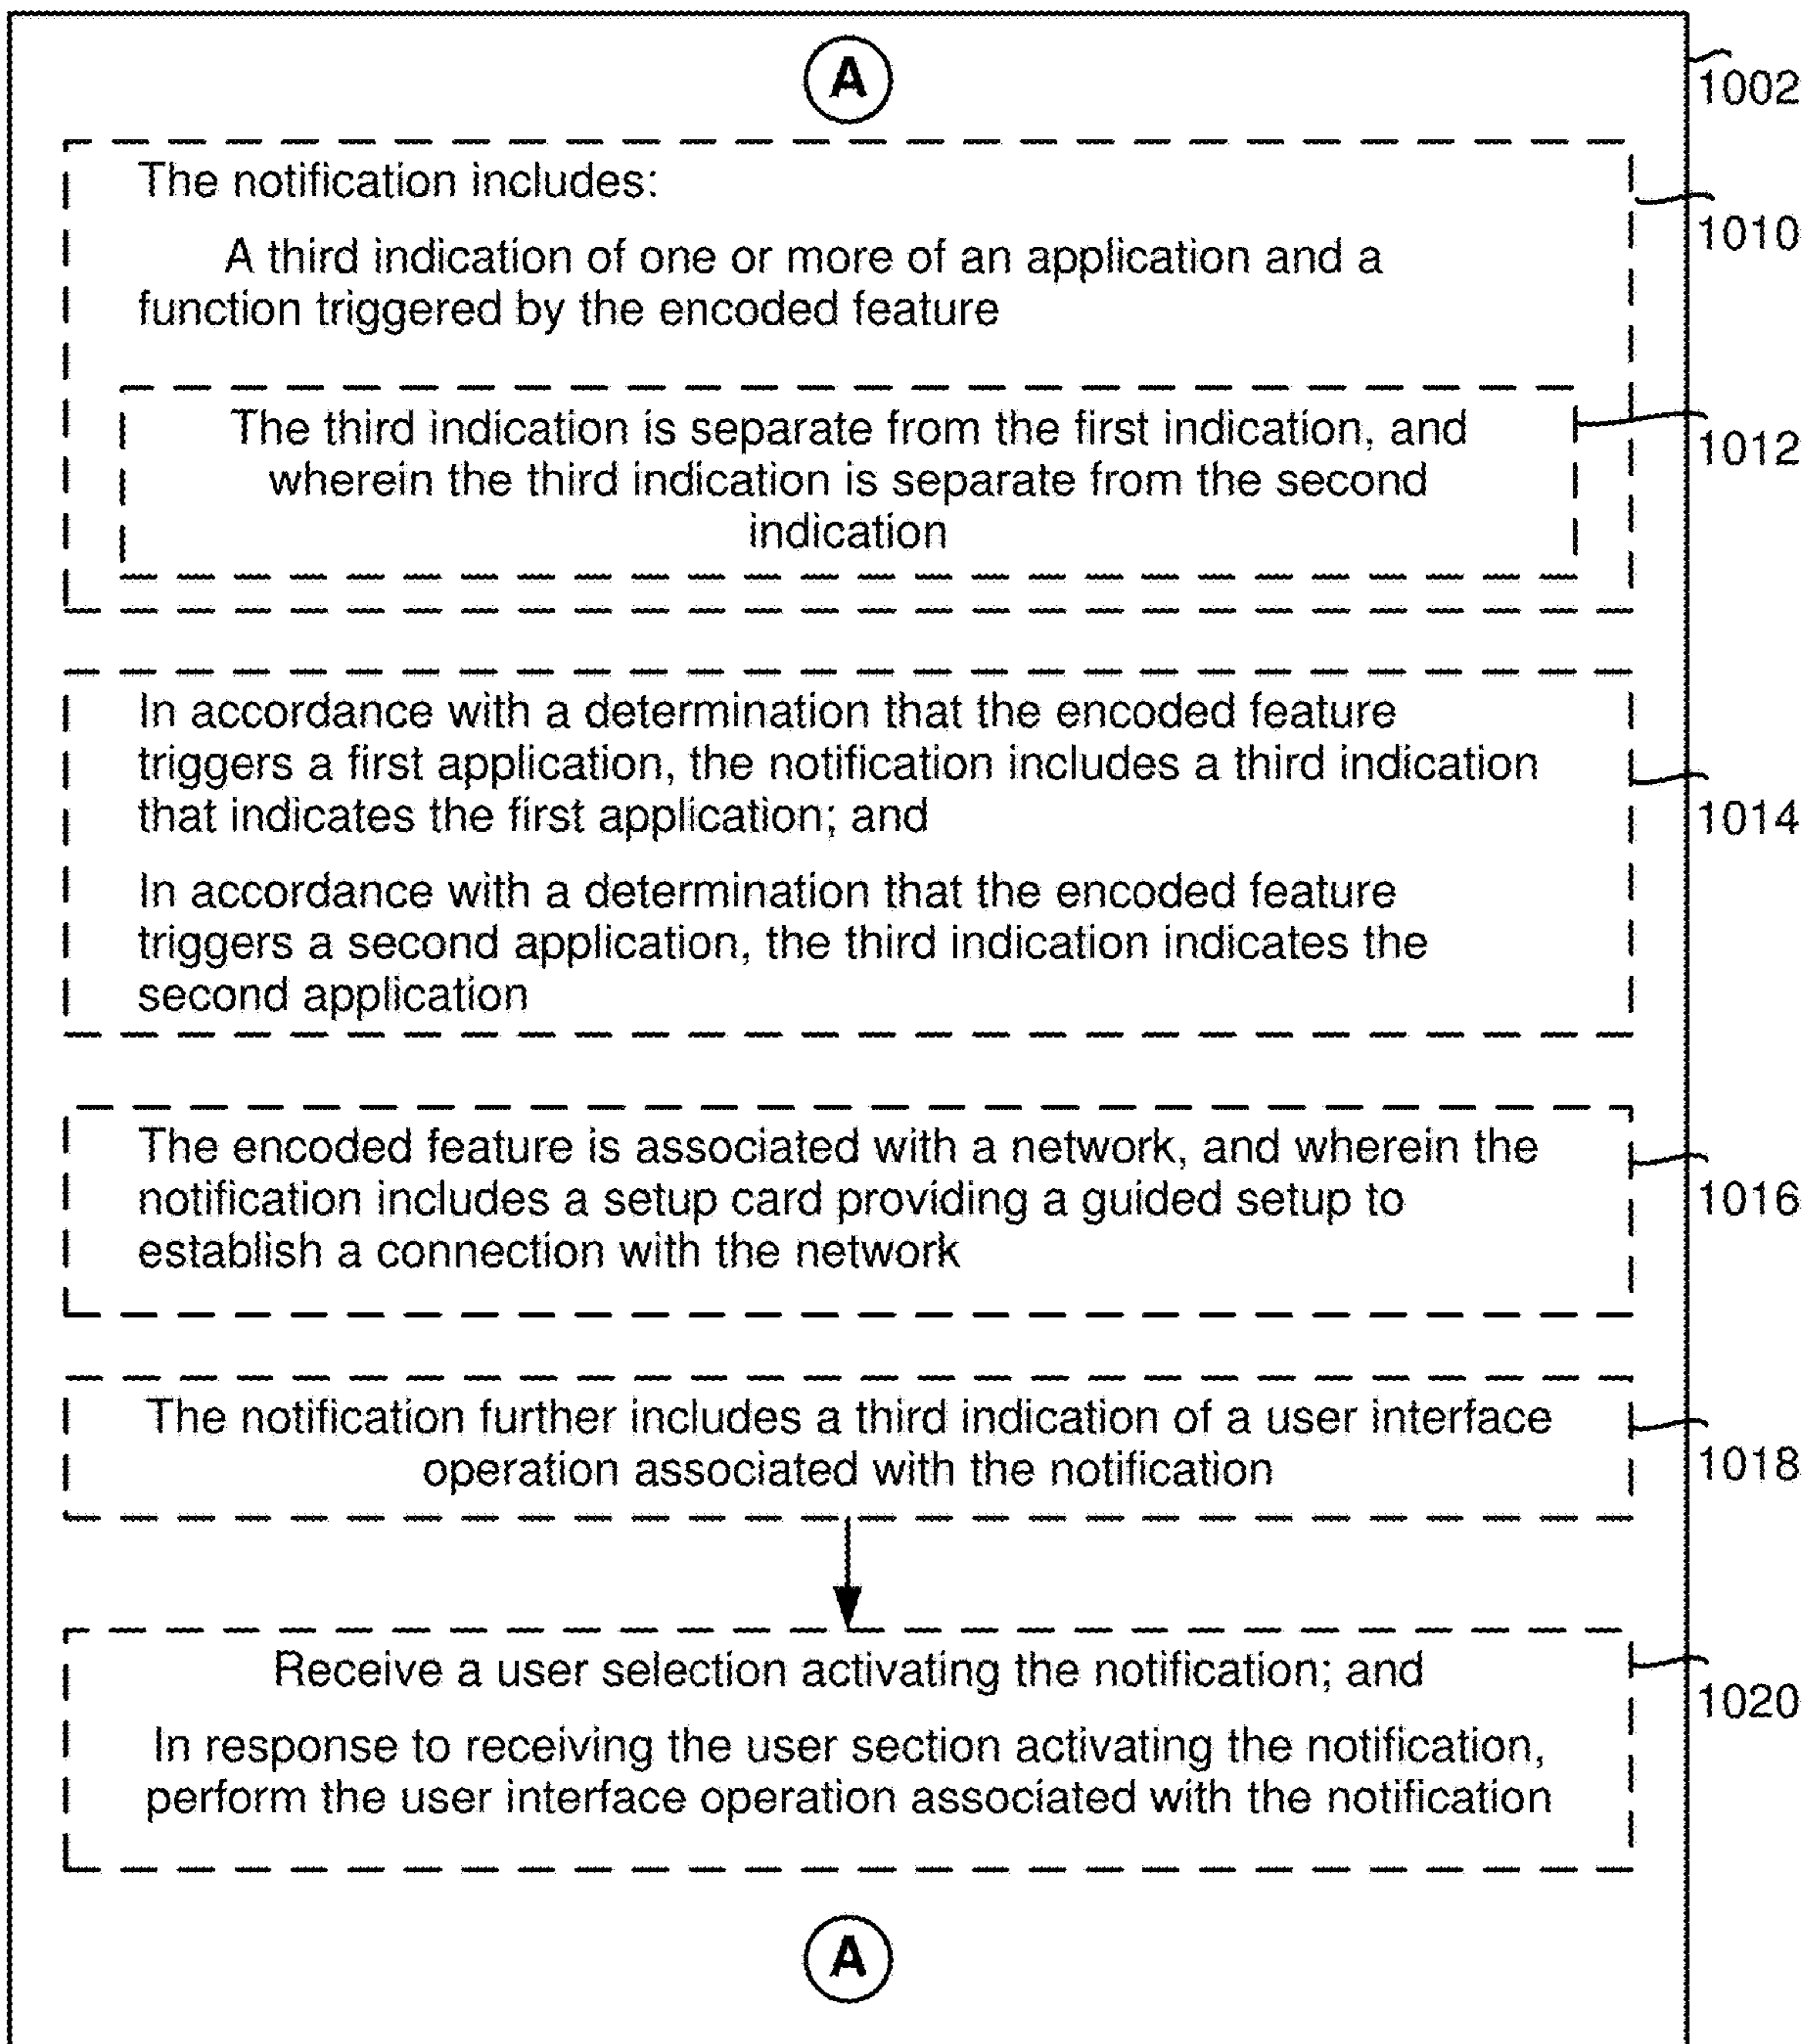 A
1002
The notification includes:
1010
A third indication of one or more of an application and a
function triggered by the encoded feature
The third indication is separate from the first indication, and
1012
wherein the third indication is separate from the second
indication
In accordance with a determination that the encoded feature
triggers a first application, the notification includes a third indication
that indicates the first application; and
1014
In accordance with a determination that the encoded feature
triggers a second application, the third indication indicates the
second application
The encoded feature is associated with a network, and wherein the
notification includes a setup card providing a guided setup to
1016
establish a connection with the network
The notification further includes a third indication of a user interface
operation associated with the notification
1018
Receive a user selection activating the notification; and
1020
In response to receiving the user section activating the notification,
perform the user interface operation associated with the notification
A